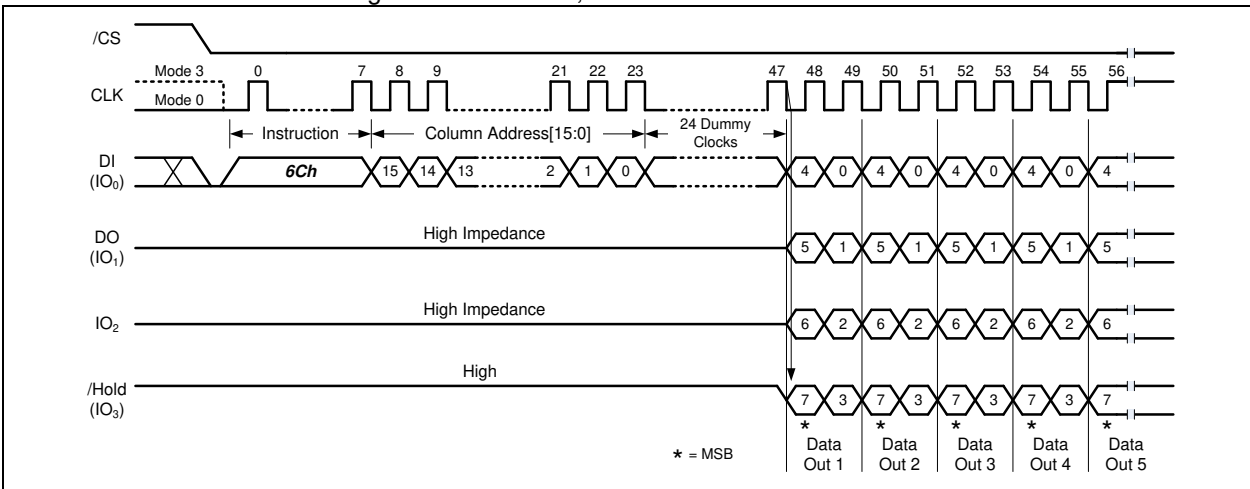 /CS
Mode 3 0 7 8 9 21 22 23 47 48 49 50 51 52 53 54 55 56
CLK Mode 0
Instruction Column Address[15:0] 24 Dummy
Clocks
DI
(IO₀) 6Ch 15 14 13 2 1 0 4 0 4 0 4 0 4 0 4
DO
(IO₁) High Impedance 5 1 5 1 5 1 5 1 5
IO₂ High Impedance 6 2 6 2 6 2 6 2 6
/Hold
(IO₃) High 7 3 7 3 7 3 7 3 7
* * * * *
* = MSB
Data Data Data Data Data
Out 1 Out 2 Out 3 Out 4 Out 5